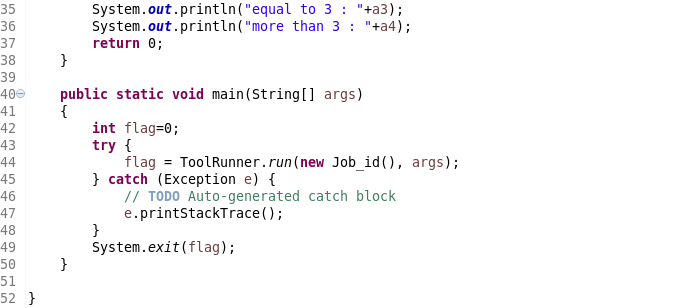 35        System.out.println("equal to 3 : "+a3);
36        System.out.println("more than 3 : "+a4);
37        return 0;
38    }
39
40    public static void main(String[] args)
41    {
42        int flag=0;
43        try {
44            flag = ToolRunner.run(new Job_id(), args);
45        } catch (Exception e) {
46            // TODO Auto-generated catch block
47            e.printStackTrace();
48        }
49        System.exit(flag);
50    }
51
52 }